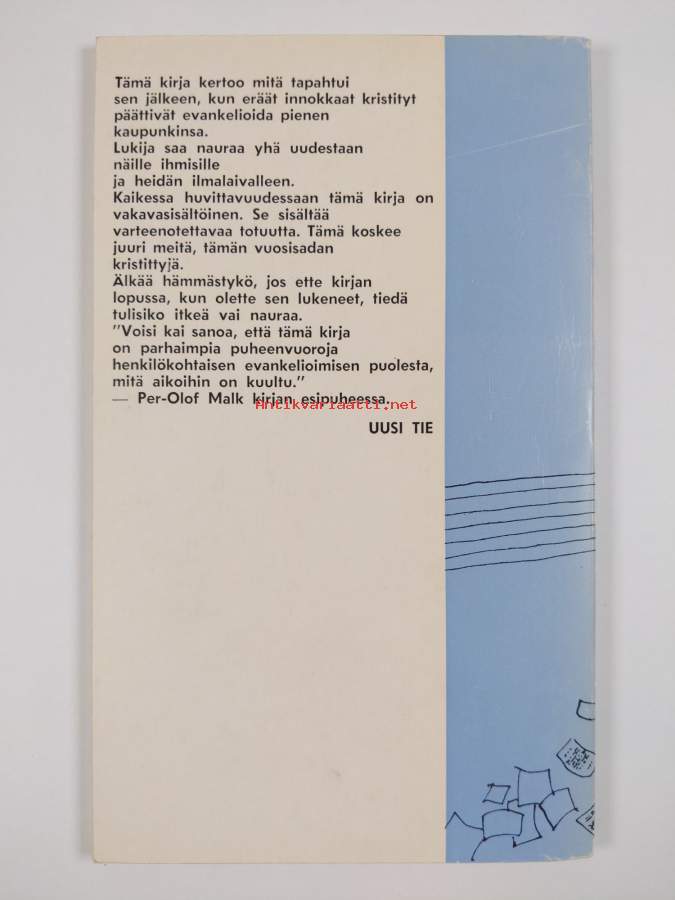 Tämä kirja kertoo mitä tapahtui
sen jälkeen, kun eräät innokkaat kristityt
päättivät evankelioida pienen
kaupunkinsa.
Lukija saa nauraa yhä uudestaan
näille ihmisille
ja heidän ilmalaivalleen.
Kaikessa huvittavuudessaan tämä kirja on
vakavasisältöinen. Se sisältää
varteenotettavaa totuutta. Tämä koskee
juuri meitä, tämän vuosisadan
kristittyjä.
Älkää hämmästykö, jos ette kirjan
lopussa, kun olette sen lukeneet, tiedä
tulisiko itkeä vai nauraa.
”Voisi kai sanoa, että tämä kirja
on parhaimpia puheenvuoroja
henkilökohtaisen evankelioimisen puolesta,
mitä aikoihin on kuultu.”
— Per-Olof Malk kirjan esipuheessa.
Antikvariaatti.net
UUSI TIE